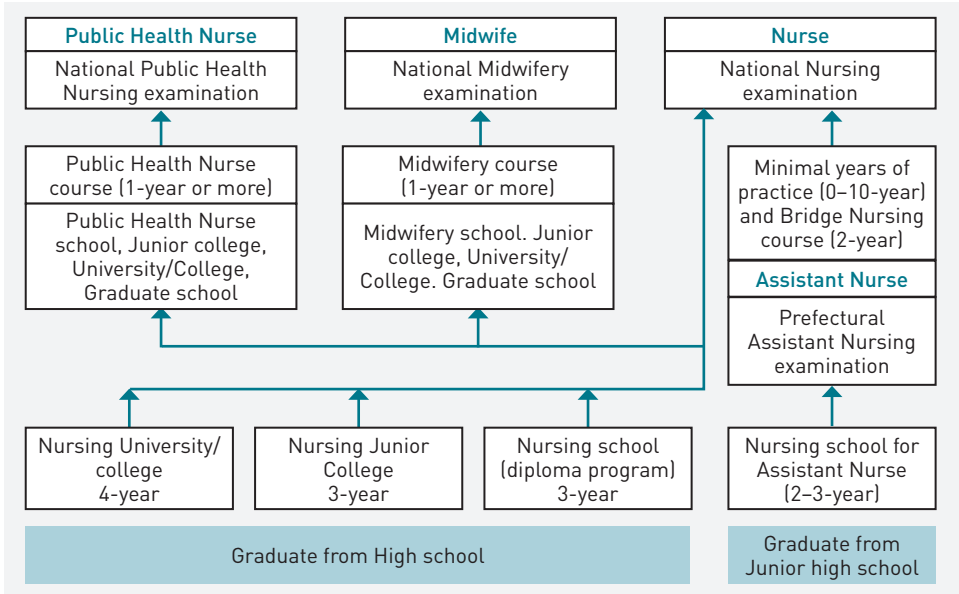 Public Health Nurse
National Public Health
Nursing examination
Public Health Nurse
course (1-year or more)
Public Health Nurse
school, Junior college,
University/College,
Graduate school
Midwife
National Midwifery
examination
Midwifery course
(1-year or more)
Midwifery school. Junior
college, University/
College. Graduate school
Nurse
National Nursing
examination
Minimal years of
practice (0–10-year)
and Bridge Nursing
course (2-year)
Assistant Nurse
Prefectural
Assistant Nursing
examination
Nursing University/
college
4-year
Nursing Junior
College
3-year
Nursing school
(diploma program)
3-year
Nursing school for
Assistant Nurse
(2–3-year)
Graduate from High school
Graduate from
Junior high school